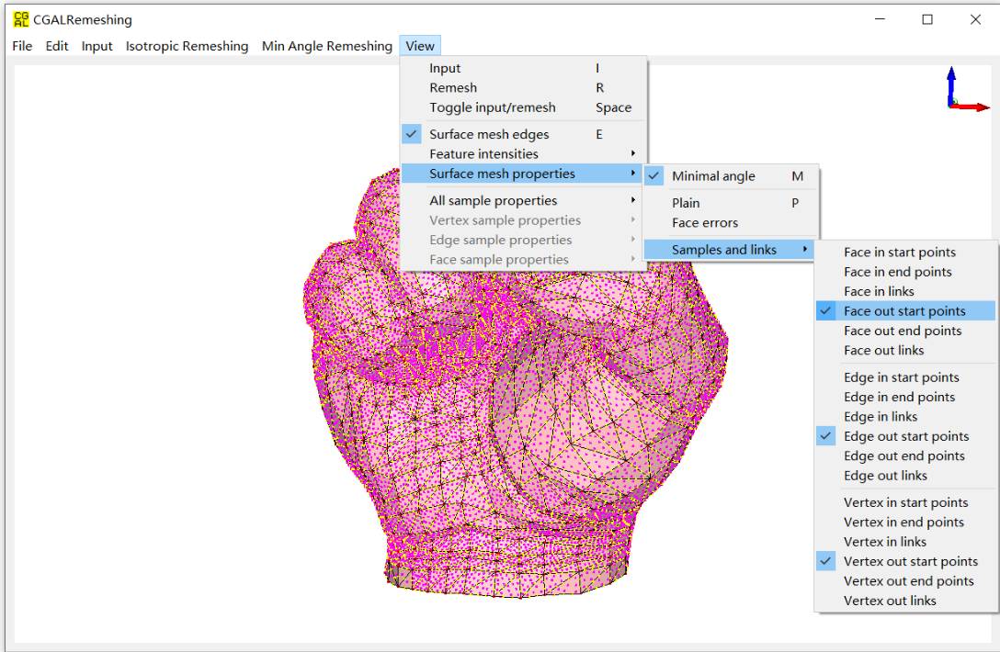 CG
AL CGALRemeshing
File Edit Input Isotropic Remeshing Min Angle Remeshing View
Input I
Remesh R
Toggle input/remesh Space
Surface mesh edges E
Feature intensities
Surface mesh properties
All sample properties
Vertex sample properties
Edge sample properties
Face sample properties
Minimal angle M
Plain P
Face errors
Samples and links
Face in start points
Face in end points
Face in links
Face out start points
Face out end points
Face out links
Edge in start points
Edge in end points
Edge in links
Edge out start points
Edge out end points
Edge out links
Vertex in start points
Vertex in end points
Vertex in links
Vertex out start points
Vertex out end points
Vertex out links